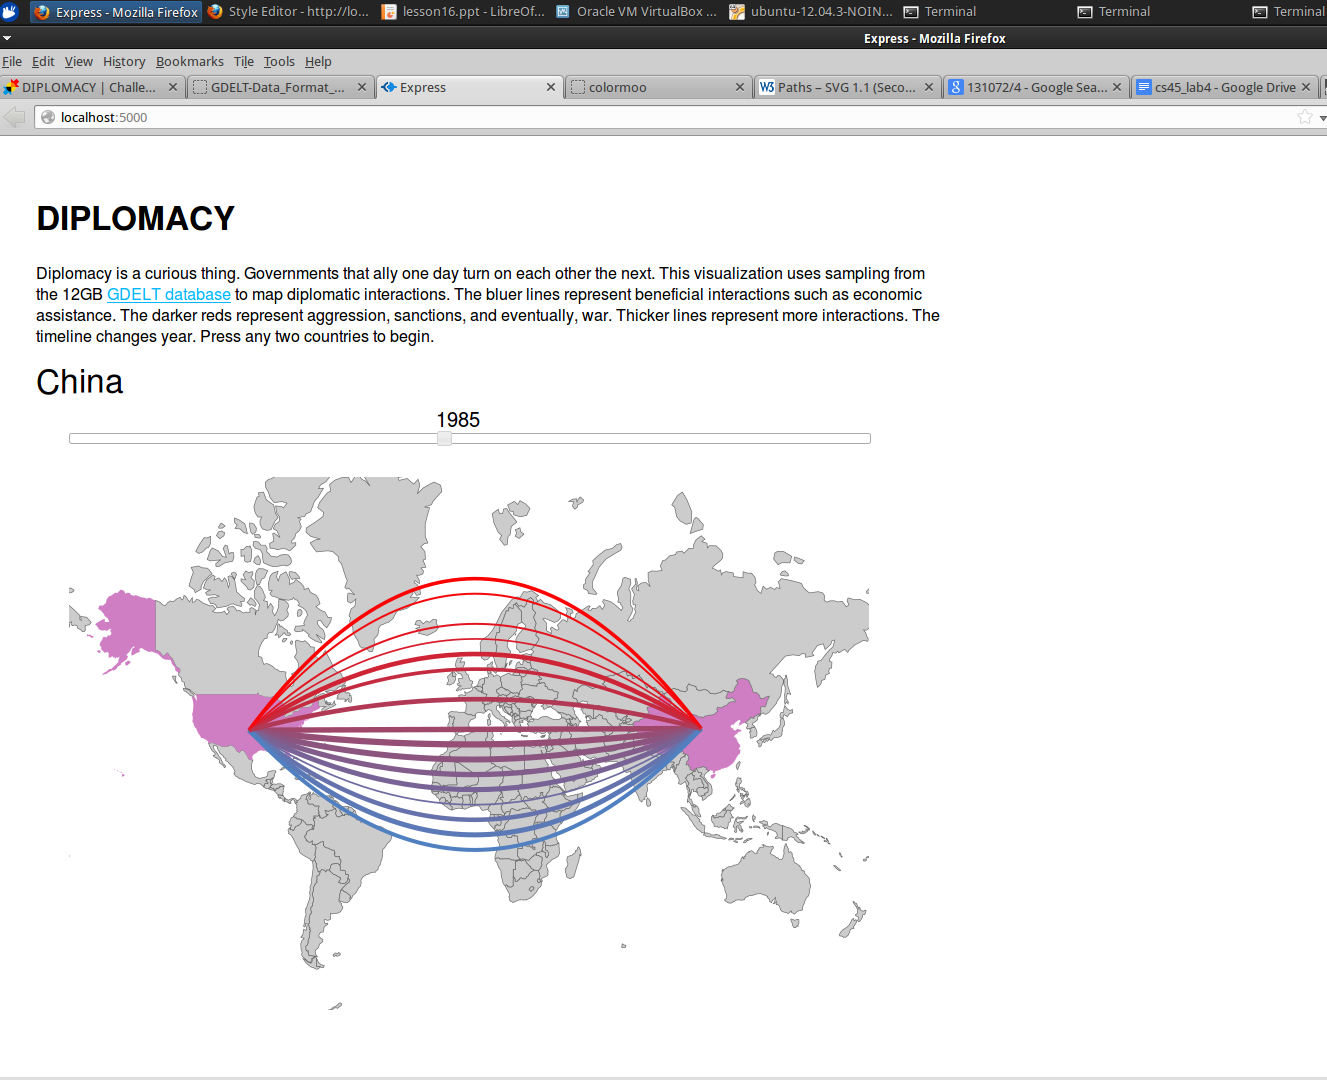 Express - Mozilla Firefox
Style Editor - http://lo...
lesson16.ppt - LibreOf...
Oracle VM VirtualBox ...
ubuntu-12.04.3-NOIN...
Terminal
Terminal
Terminal
Express - Mozilla Firefox
File Edit View History Bookmarks Tile Tools Help
DIPLOMACY | Challe...
GDELT-Data_Format_...
Express
colormoo
W3 Paths – SVG 1.1 (Seco...
8 131072/4 - Google Sea...
cs45_lab4 - Google Drive
localhost:5000
DIPLOMACY
Diplomacy is a curious thing. Governments that ally one day turn on each other the next. This visualization uses sampling from
the 12GB GDELT database to map diplomatic interactions. The bluer lines represent beneficial interactions such as economic
assistance. The darker reds represent aggression, sanctions, and eventually, war. Thicker lines represent more interactions. The
timeline changes year. Press any two countries to begin.
China
1985